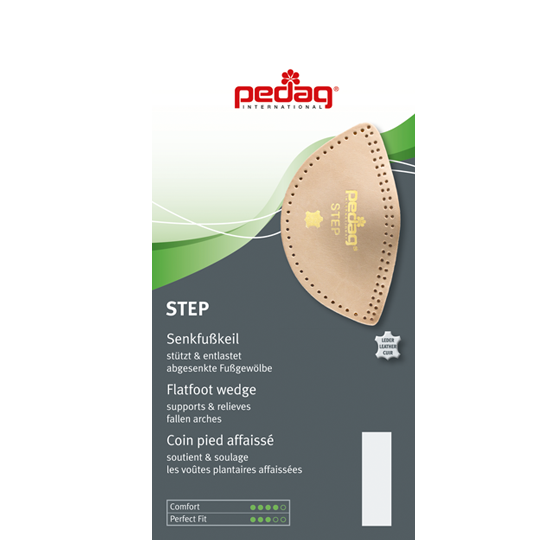 pedag®
INTERNATIONAL
pedag
INTERNATIONAL
STEP
STEP
LEDER
LEATHER
CUIR
Senkfußkeil
stützt & entlastet
abgesenkte Fußgewölbe
Flatfoot wedge
supports & relieves
fallen arches
Coin pied affaissé
soutient & soulage
les voûtes plantaires affaissées
Comfort
Perfect Fit